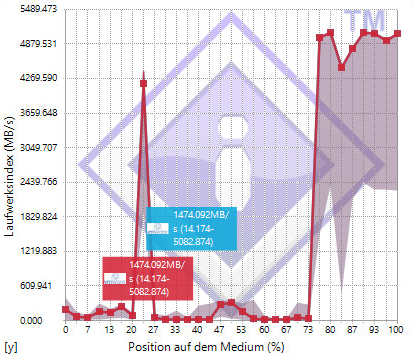 TM
5489.473
4879.531
4269.590
3659.648
3049.707
2439.766
1829.824
1219.883
609.941
0.000
Laufwerksindex (MB/s)
1474.092MB/
s (14.174-
5082.874)
1474.092MB/
s (14.174-
5082.874)
0 3 7 10 13 17 20 23 27 30 33 37 40 43 47 50 53 57 60 63 67 70 73 77 80 83 87 90 93 97 100
[y] Position auf dem Medium (%)